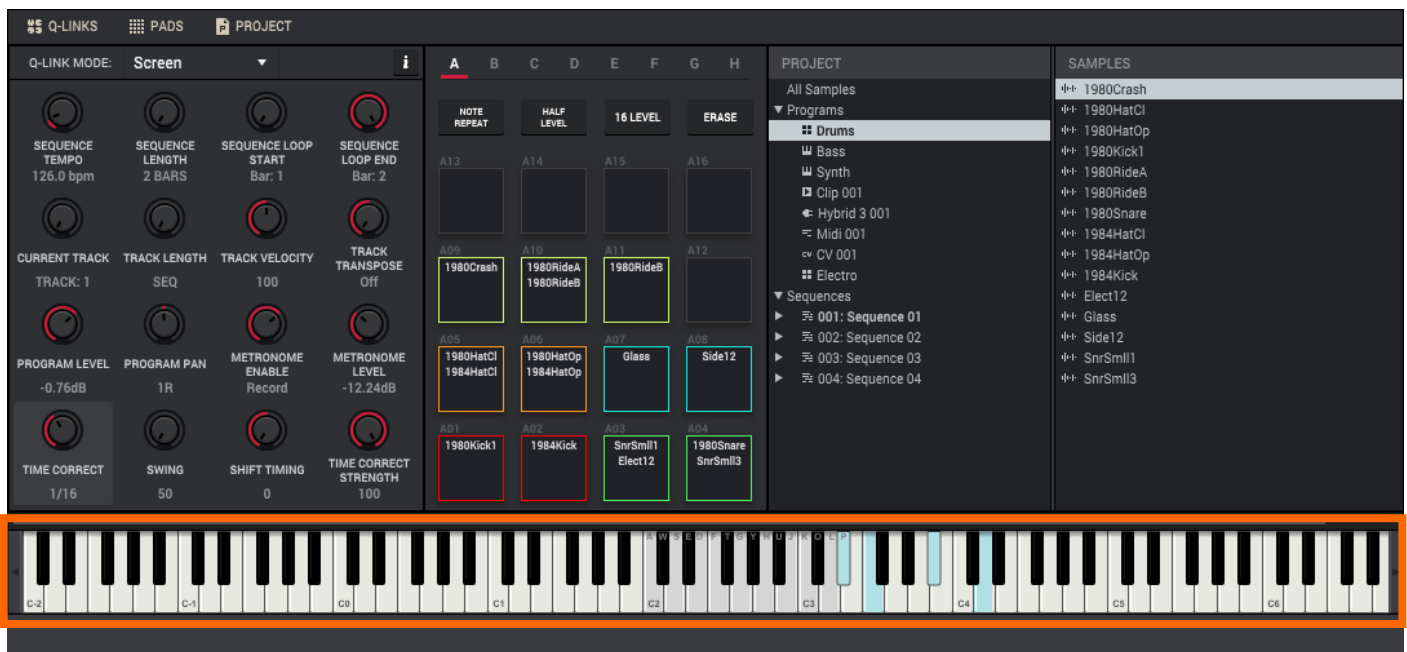 Q-LINKS PADS PROJECT
Q-LINK MODE: Screen i
SEQUENCE TEMPO
126.0 bpm
SEQUENCE LENGTH
2 BARS
SEQUENCE LOOP START
Bar: 1
SEQUENCE LOOP END
Bar: 2
CURRENT TRACK
TRACK: 1
TRACK LENGTH
SEQ
TRACK VELOCITY
100
TRACK TRANSPOSE
Off
PROGRAM LEVEL
-0.76dB
PROGRAM PAN
1R
METRONOME ENABLE
Record
METRONOME LEVEL
-12.24dB
TIME CORRECT
1/16
SWING
50
SHIFT TIMING
0
TIME CORRECT STRENGTH
100
A B C D E F G H
NOTE REPEAT
HALF LEVEL
16 LEVEL
ERASE
A13 A14 A15 A16
A09 A10 A11 A12
1980Crash
1980RideA
1980RideB
1980RideB
A05 A06 A07 A08
1980HatCl
1984HatCl
1980HatOp
1984HatOp
Glass
Side12
A01 A02 A03 A04
1980Kick1
1984Kick
SnrSmll1
Elect12
1980Snare
SnrSmll3
PROJECT
All Samples
Programs
Drums
Bass
Synth
Clip 001
Hybrid 3 001
Midi 001
CV CV 001
Electro
Sequences
001: Sequence 01
002: Sequence 02
003: Sequence 03
004: Sequence 04
SAMPLES
1980Crash
1980HatCl
1980HatOp
1980Kick1
1980RideA
1980RideB
1980Snare
1984HatCl
1984HatOp
1984Kick
Elect12
Glass
Side12
SnrSmll1
SnrSmll3
A W S E D F T G Y H U J K O L P
C-2 C-1 C0 C1 C2 C3 C4 C5 C6